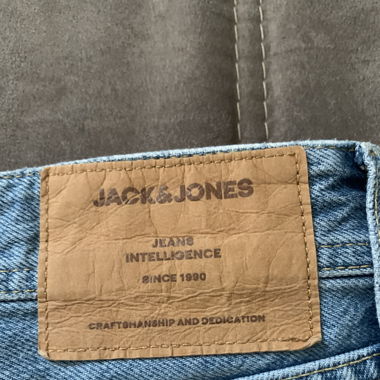 JACK&JONES
JEANS
INTELLIGENCE
SINCE 1990
CRAFTSMANSHIP AND DEDICATION